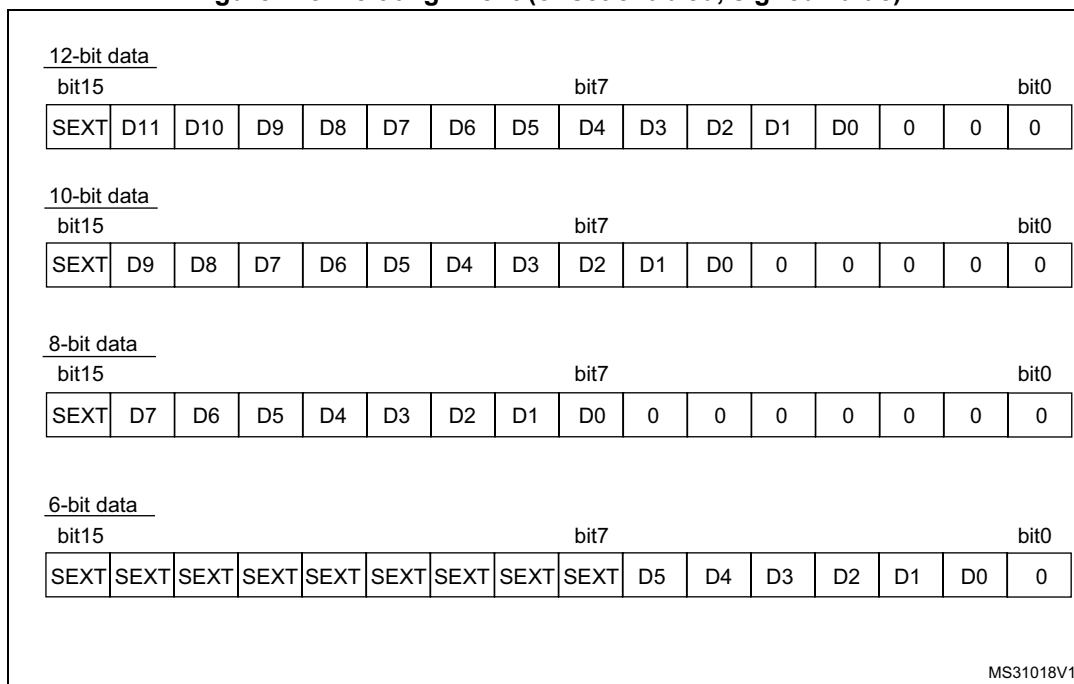 12-bit data
bit15 bit7 bit0
SEXT D11 D10 D9 D8 D7 D6 D5 D4 D3 D2 D1 D0 0 0 0
10-bit data
bit15 bit7 bit0
SEXT D9 D8 D7 D6 D5 D4 D3 D2 D1 D0 0 0 0 0 0
8-bit data
bit15 bit7 bit0
SEXT D7 D6 D5 D4 D3 D2 D1 D0 0 0 0 0 0 0 0
6-bit data
bit15 bit7 bit0
SEXT SEXT SEXT SEXT SEXT SEXT SEXT SEXT SEXT D5 D4 D3 D2 D1 D0 0
MS31018V1